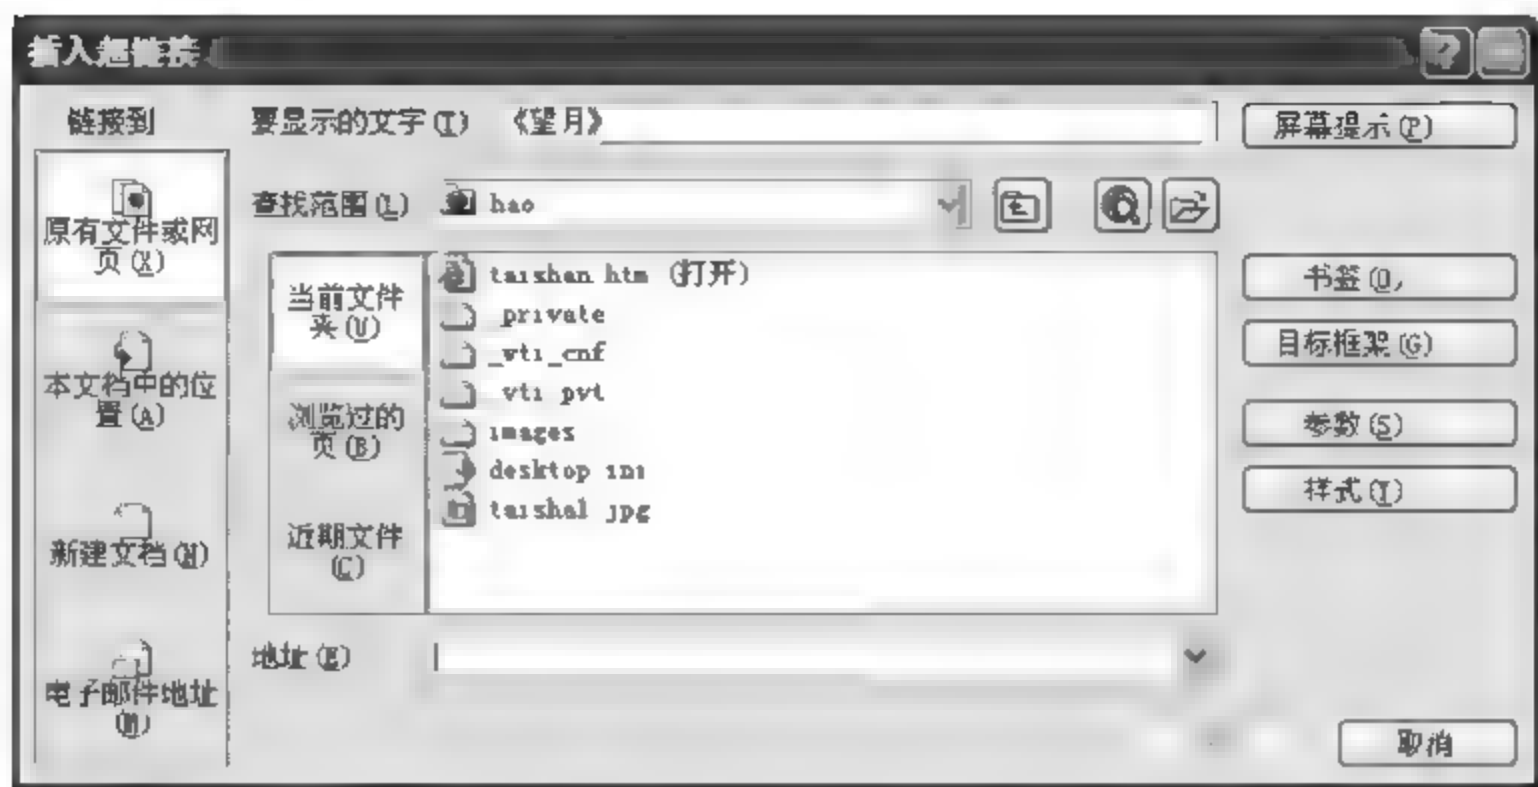 插入超链接
链接到
要显示的文字(T) 《望月》
屏幕提示(P)
原有文件或网
页(X)
查找范围(L) hao
当前文件
夹(U)
taishan htm (打开)
_private
_vti_cnf
_vti pvt
images
desktop ini
taishal jpg
书签(O)
目标框架(G)
参数(S)
样式(T)
本文档中的位
置(A)
浏览过的
页(B)
新建文档(N)
近期文件
(C)
地址(E)
电子邮件地址
(M)
取消